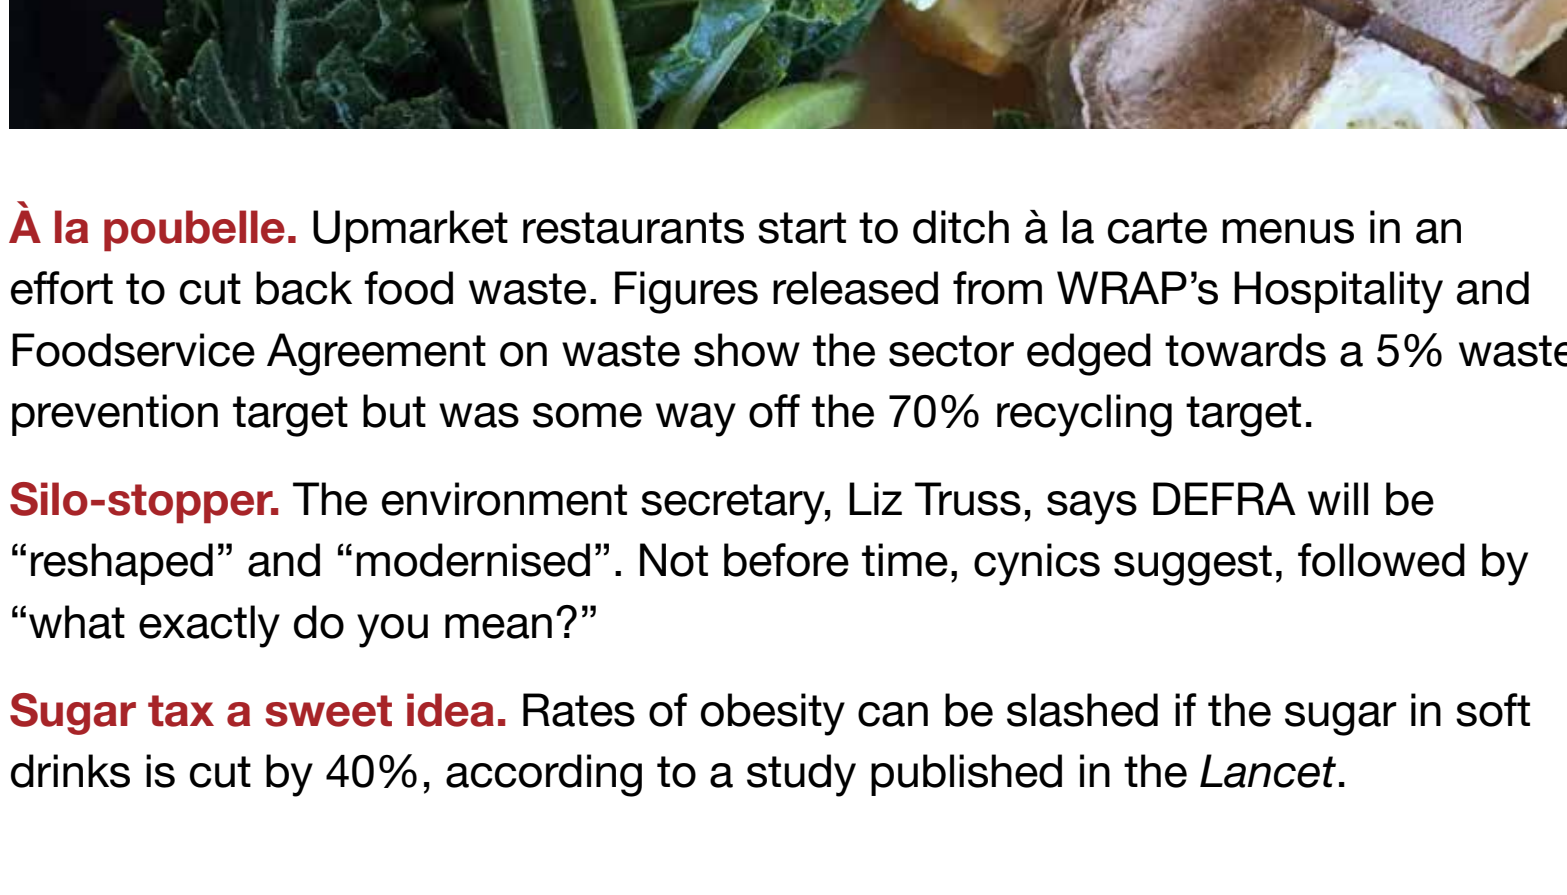 À la poubelle. Upmarket restaurants start to ditch à la carte menus in an
effort to cut back food waste. Figures released from WRAP’s Hospitality and
Foodservice Agreement on waste show the sector edged towards a 5% waste
prevention target but was some way off the 70% recycling target.
Silo-stopper. The environment secretary, Liz Truss, says DEFRA will be
“reshaped” and “modernised”. Not before time, cynics suggest, followed by
“what exactly do you mean?”
Sugar tax a sweet idea. Rates of obesity can be slashed if the sugar in soft
drinks is cut by 40%, according to a study published in the Lancet.